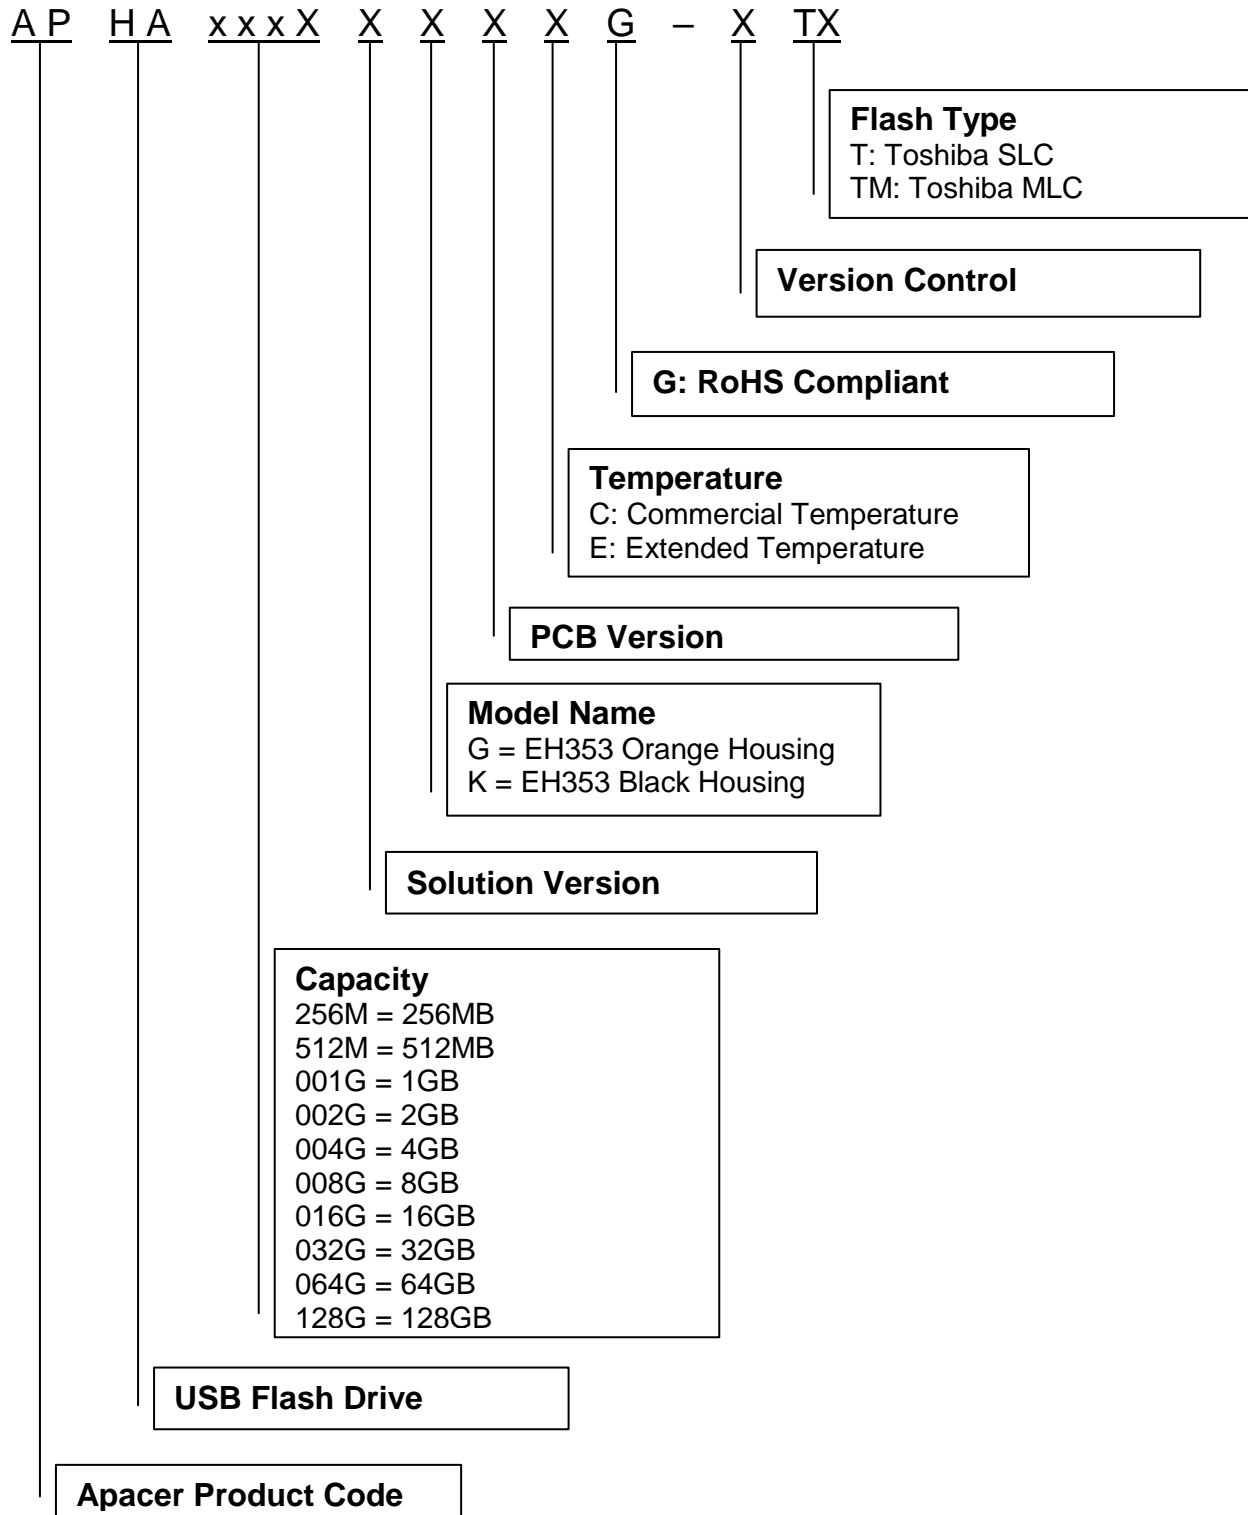 A P H A x x x X X X X X G – X TX
Flash Type
T: Toshiba SLC
TM: Toshiba MLC
Version Control
G: RoHS Compliant
Temperature
C: Commercial Temperature
E: Extended Temperature
PCB Version
Model Name
G = EH353 Orange Housing
K = EH353 Black Housing
Solution Version
Capacity
256M = 256MB
512M = 512MB
001G = 1GB
002G = 2GB
004G = 4GB
008G = 8GB
016G = 16GB
032G = 32GB
064G = 64GB
128G = 128GB
USB Flash Drive
Apacer Product Code